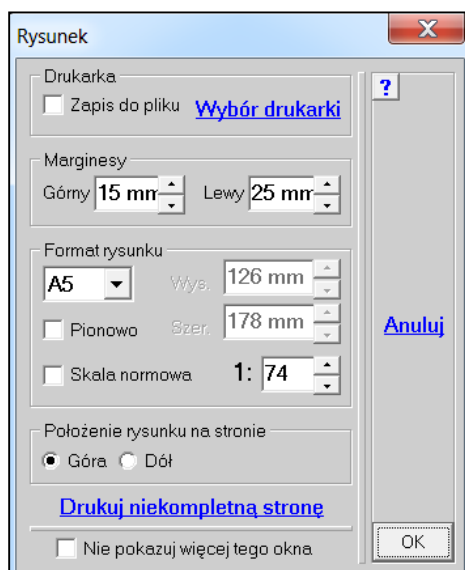 Rysunek
X
Drukarka
?
Zapis do pliku Wybór drukarki
Marginesy
Górny 15 mm Lewy 25 mm
Format rysunku
A5 Wys. 126 mm
Pionowo Szer. 178 mm
Anuluj
Skala normowa 1: 74
Położenie rysunku na stronie
Góra Dół
Drukuj niekompletną stronę
OK
Nie pokazuj więcej tego okna